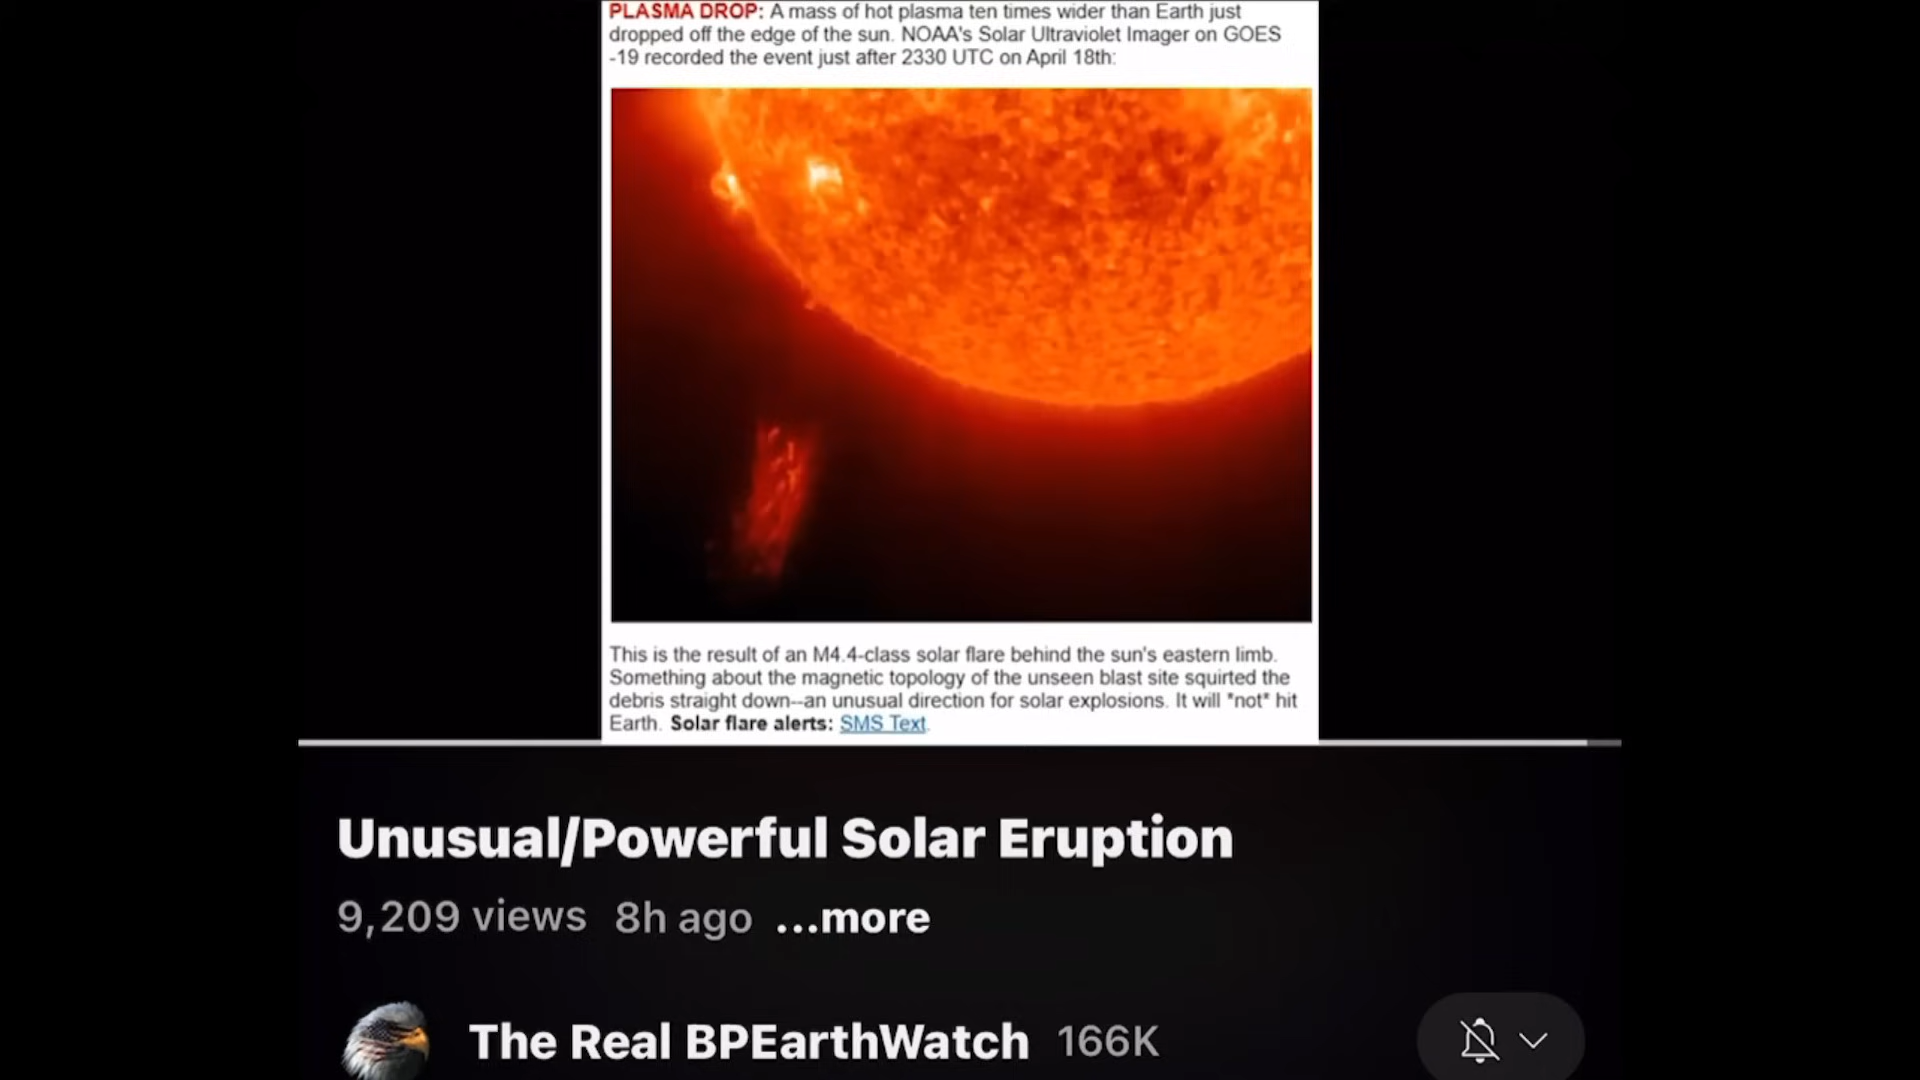 PLASMA DROP: A mass of hot plasma ten times wider than Earth just
dropped off the edge of the sun. NOAA's Solar Ultraviolet Imager on GOES
-19 recorded the event just after 2330 UTC on April 18th:
This is the result of an M4.4-class solar flare behind the sun's eastern limb.
Something about the magnetic topology of the unseen blast site squirted the
debris straight down--an unusual direction for solar explosions. It will *not* hit
Earth. Solar flare alerts: SMS Text.
Unusual/Powerful Solar Eruption
9,209 views 8h ago ...more
The Real BPEarthWatch 166K